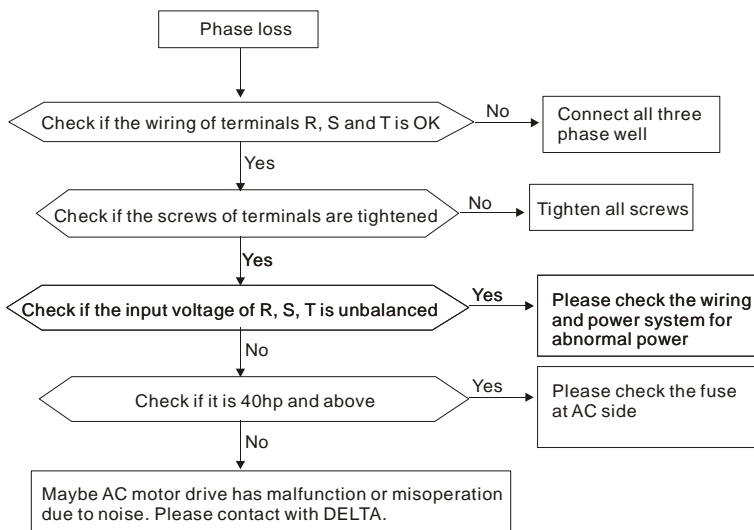 Phase loss
Check if the wiring of terminals R, S and T is OK
No
Connect all three
phase well
Yes
Check if the screws of terminals are tightened
No
Tighten all screws
Yes
Check if the input voltage of R, S, T is unbalanced
Yes
Please check the wiring
and power system for
abnormal power
No
Check if it is 40hp and above
Yes
Please check the fuse
at AC side
No
Maybe AC motor drive has malfunction or misoperation
due to noise. Please contact with DELTA.